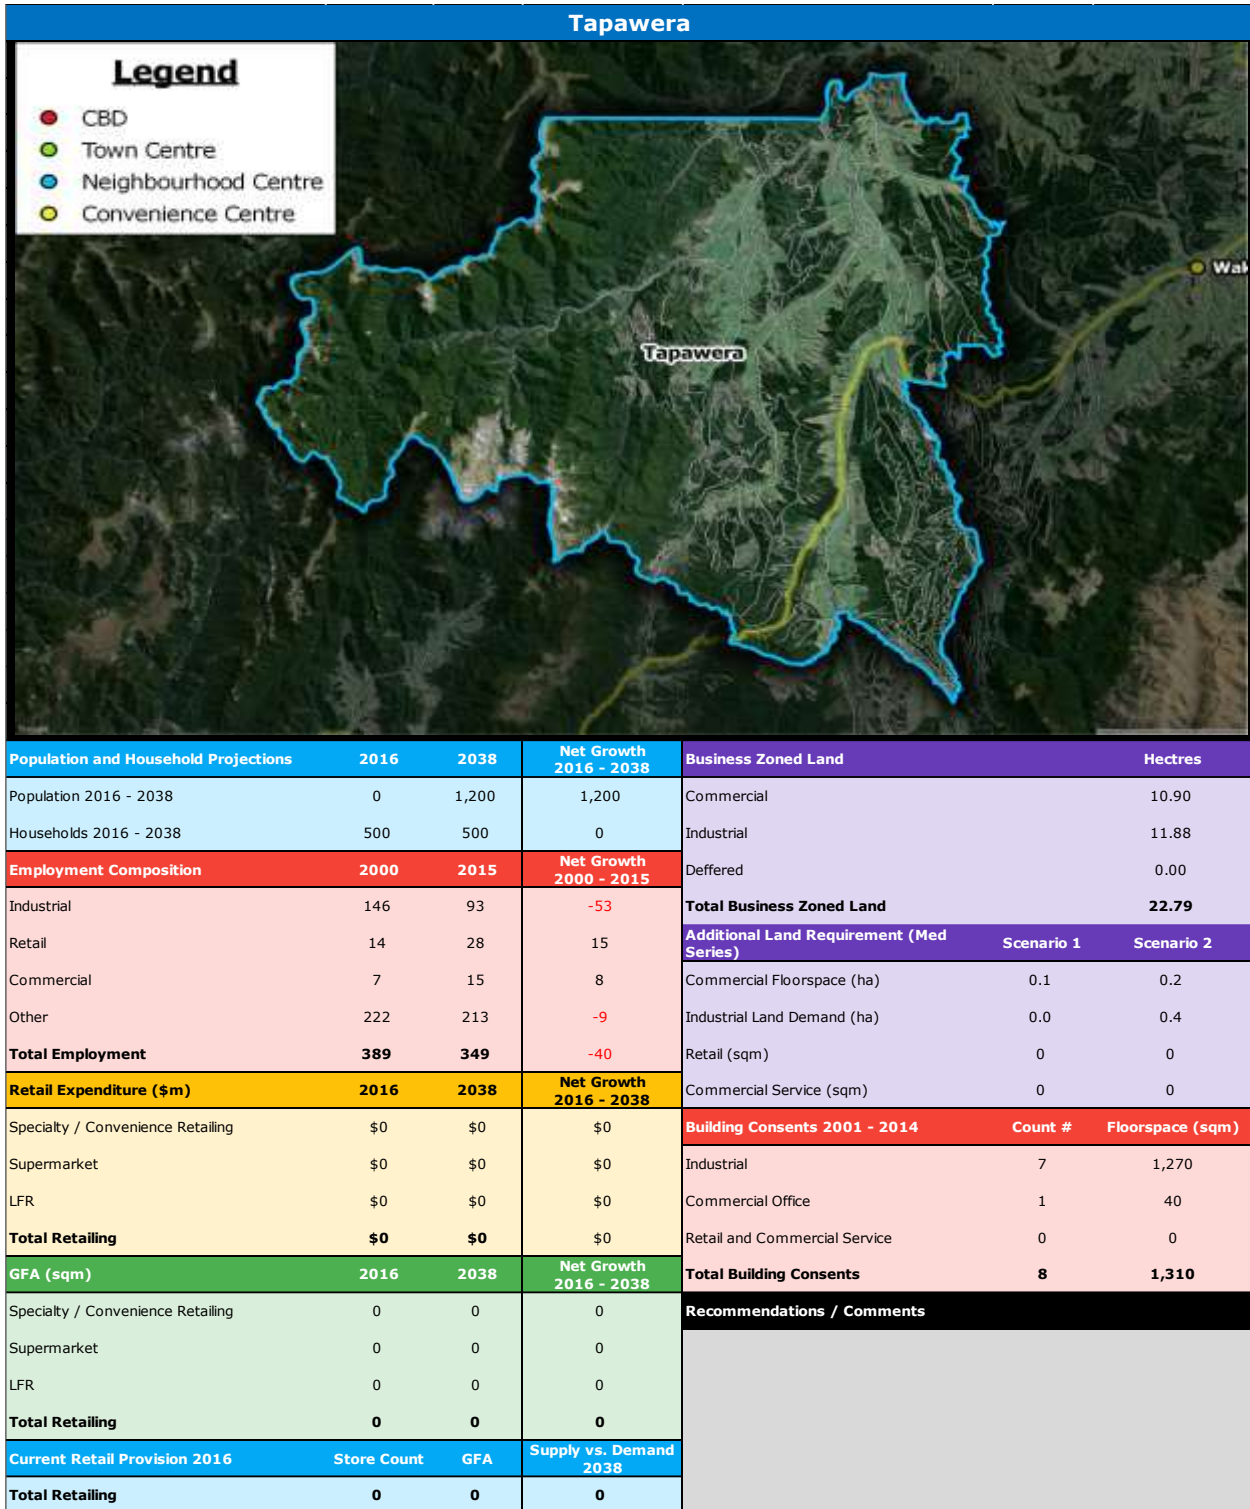 Tapawera
Legend
CBD
Town Centre
Neighbourhood Centre
Convenience Centre
Tapawera
Population and Household Projections 2016 2038 Net Growth 2016 - 2038
Population 2016 - 2038 0 1,200 1,200
Households 2016 - 2038 500 500 0
Employment Composition 2000 2015 Net Growth 2000 - 2015
Industrial 146 93 -53
Retail 14 28 15
Commercial 7 15 8
Other 222 213 -9
Total Employment 389 349 -40
Retail Expenditure ($m) 2016 2038 Net Growth 2016 - 2038
Specialty / Convenience Retailing $0 $0 $0
Supermarket $0 $0 $0
LFR $0 $0 $0
Total Retailing $0 $0 $0
GFA (sqm) 2016 2038 Net Growth 2016 - 2038
Specialty / Convenience Retailing 0 0 0
Supermarket 0 0 0
LFR 0 0 0
Total Retailing 0 0 0
Current Retail Provision 2016 Store Count GFA Supply vs. Demand 2038
Total Retailing 0 0 0
Business Zoned Land Hectres
Commercial 10.90
Industrial 11.88
Deffered 0.00
Total Business Zoned Land 22.79
Additional Land Requirement (Med Series) Scenario 1 Scenario 2
Commercial Floorspace (ha) 0.1 0.2
Industrial Land Demand (ha) 0.0 0.4
Retail (sqm) 0 0
Commercial Service (sqm) 0 0
Building Consents 2001 - 2014 Count # Floorspace (sqm)
Industrial 7 1,270
Commercial Office 1 40
Retail and Commercial Service 0 0
Total Building Consents 8 1,310
Recommendations / Comments